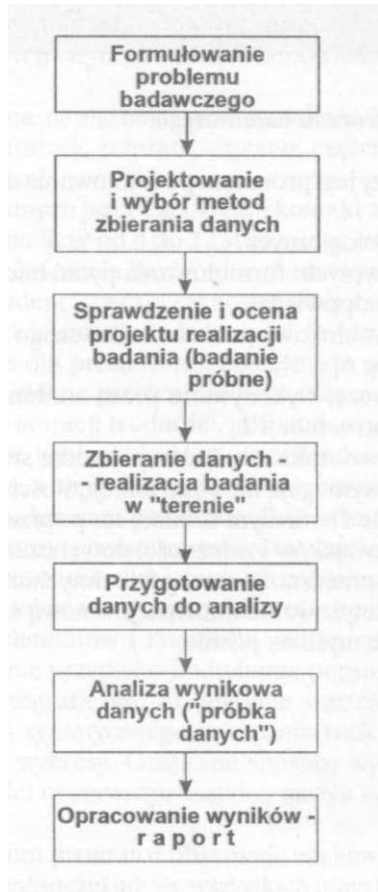 Formułowanie
problemu
badawczego
Projektowanie
i wybór metod
zbierania danych
Sprawdzenie i ocena
projektu realizacji
badania (badanie
próbne)
Zbieranie danych -
- realizacja badania
w "terenie"
Przygotowanie
danych do analizy
Analiza wynikowa
danych ("próbka
danych")
Opracowanie wyników -
r a p o r t